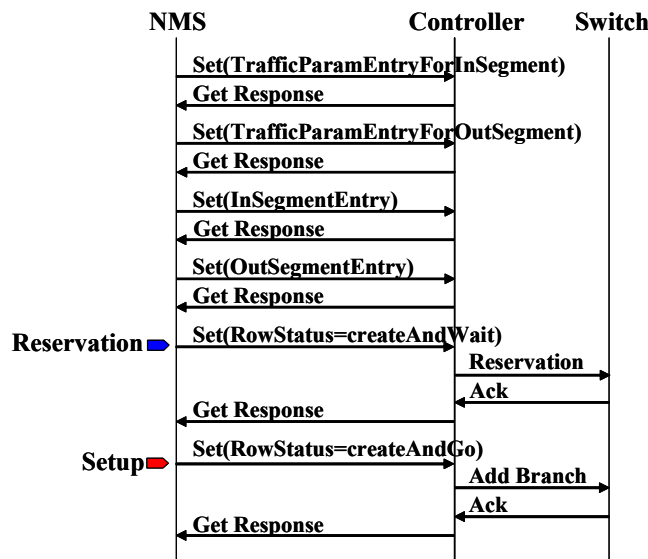 NMS Controller Switch
Set(TrafficParamEntryForInSegment)
Get Response
Set(TrafficParamEntryForOutSegment)
Get Response
Set(InSegmentEntry)
Get Response
Set(OutSegmentEntry)
Get Response
Reservation Set(RowStatus=createAndWait)
Reservation
Ack
Get Response
Setup Set(RowStatus=createAndGo)
Add Branch
Ack
Get Response